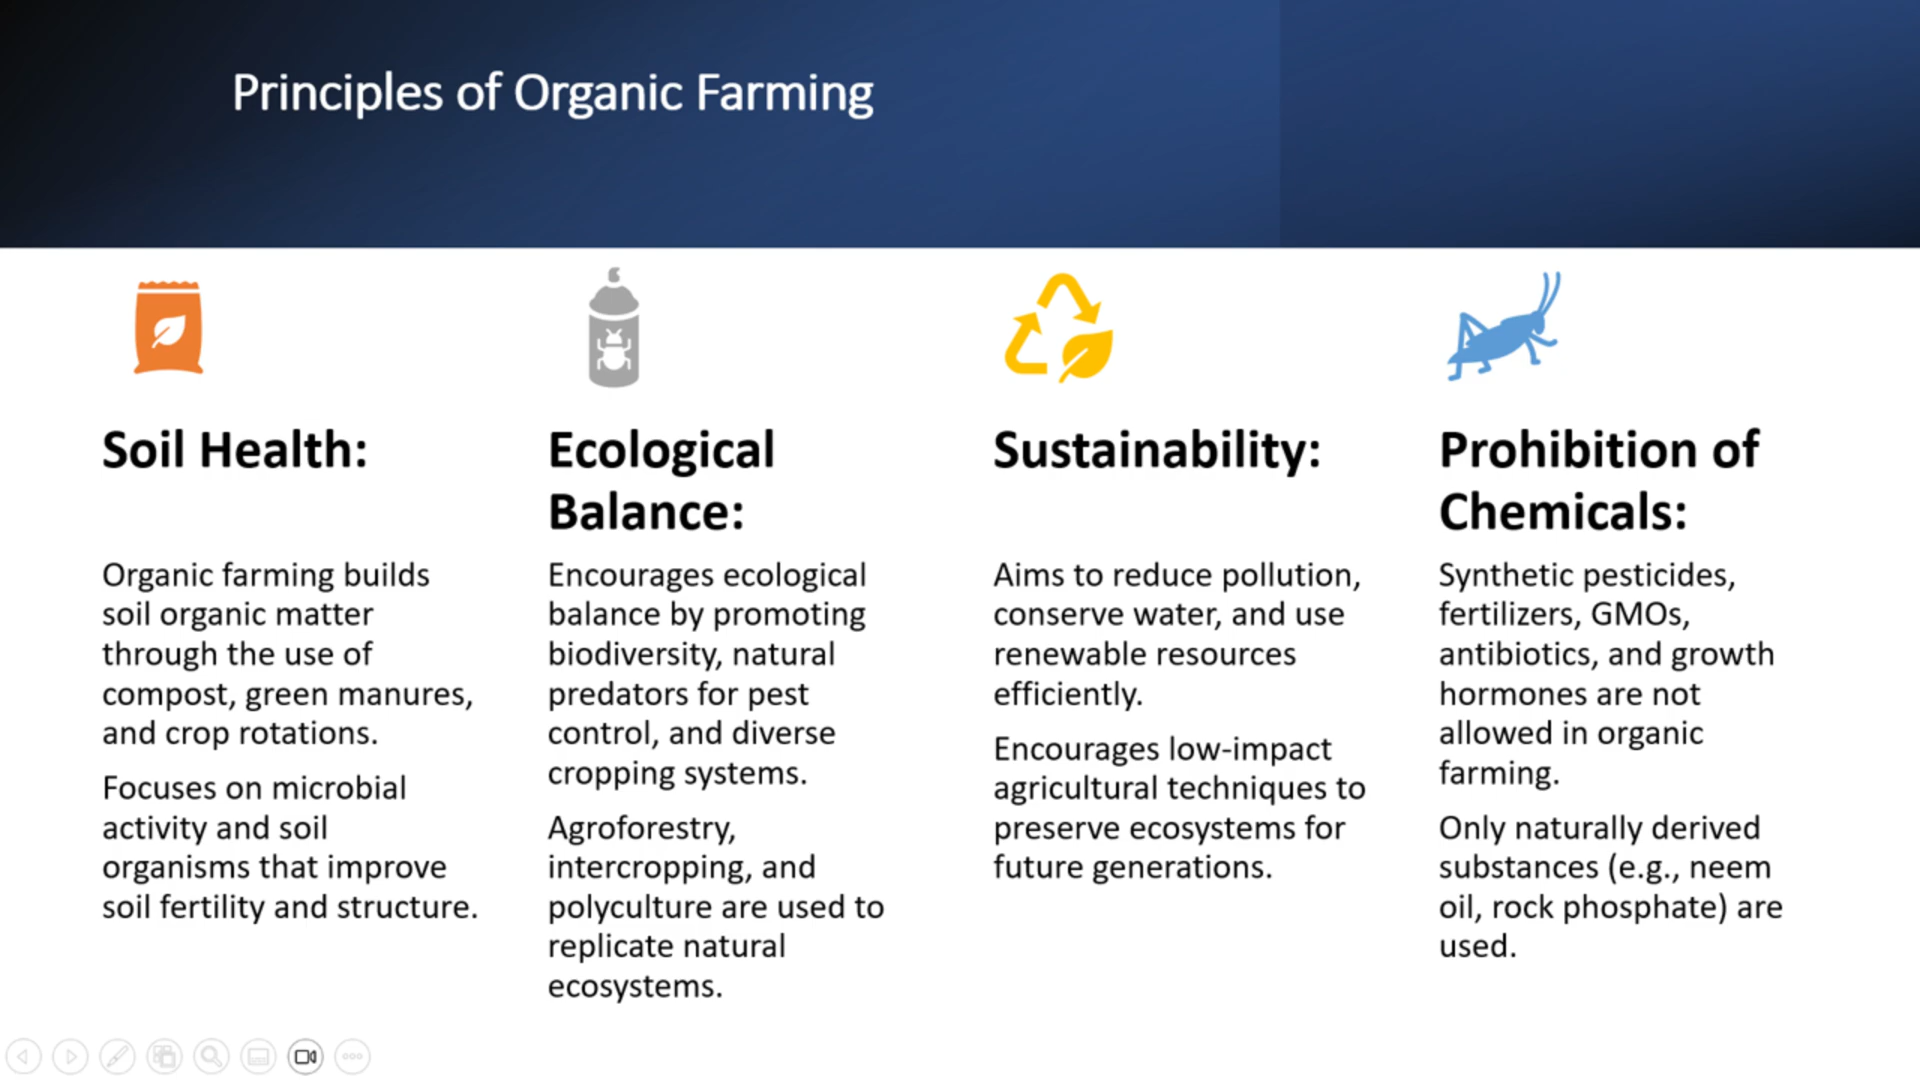 Principles of Organic Farming
Soil Health:
Organic farming builds
soil organic matter
through the use of
compost, green manures,
and crop rotations.
Focuses on microbial
activity and soil
organisms that improve
soil fertility and structure.
Ecological
Balance:
Encourages ecological
balance by promoting
biodiversity, natural
predators for pest
control, and diverse
cropping systems.
Agroforestry,
intercropping, and
polyculture are used to
replicate natural
ecosystems.
Sustainability:
Aims to reduce pollution,
conserve water, and use
renewable resources
efficiently.
Encourages low-impact
agricultural techniques to
preserve ecosystems for
future generations.
Prohibition of
Chemicals:
Synthetic pesticides,
fertilizers, GMOs,
antibiotics, and growth
hormones are not
allowed in organic
farming.
Only naturally derived
substances (e.g., neem
oil, rock phosphate) are
used.